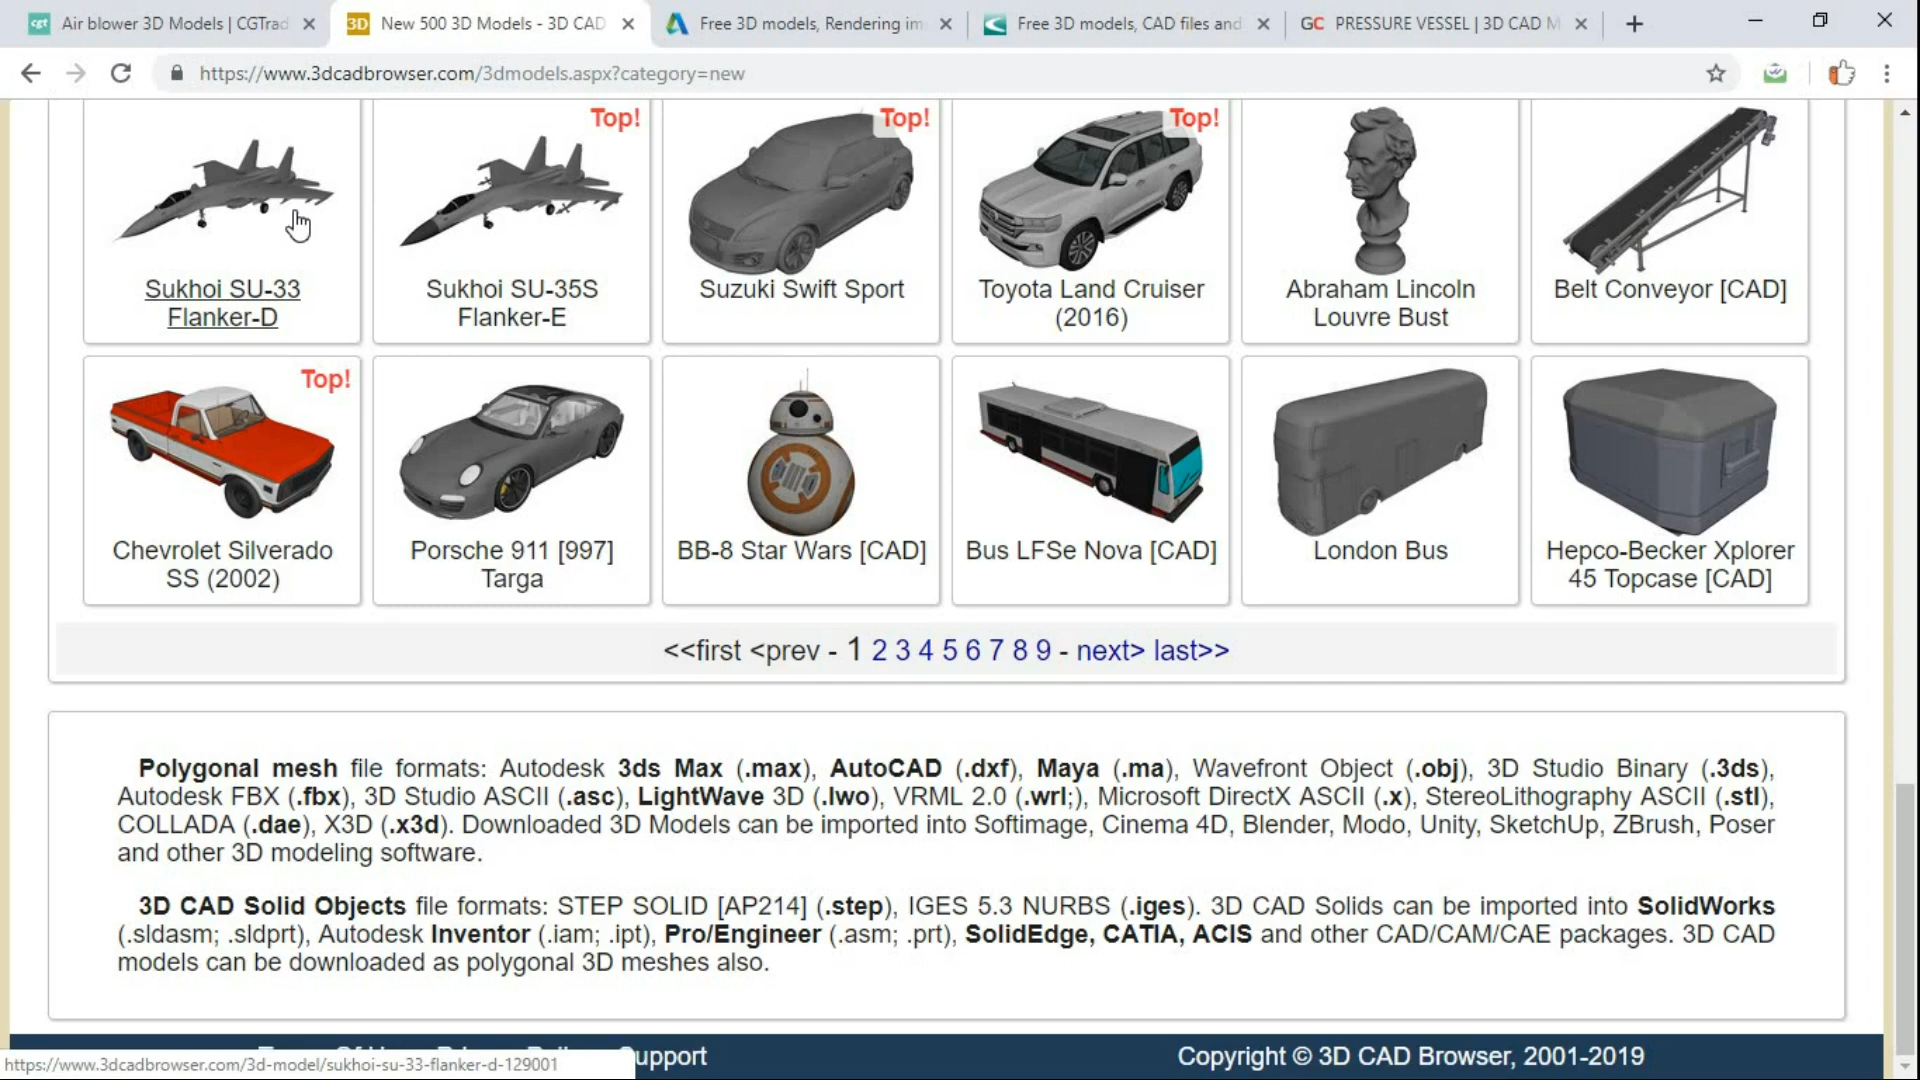 Air blower 3D Models | CGTrad
3D New 500 3D Models - 3D CAD
Free 3D models, Rendering im
Free 3D models, CAD files and
GC PRESSURE VESSEL | 3D CAD M
https://www.3dcadbrowser.com/3dmodels.aspx?category=new
Top!
Top!
Top!
Sukhoi SU-33
Flanker-D
Sukhoi SU-35S
Flanker-E
Suzuki Swift Sport
Toyota Land Cruiser
(2016)
Abraham Lincoln
Louvre Bust
Belt Conveyor [CAD]
Top!
Chevrolet Silverado
SS (2002)
Porsche 911 [997]
Targa
BB-8 Star Wars [CAD]
Bus LFSe Nova [CAD]
London Bus
Hepco-Becker Xplorer
45 Topcase [CAD]
<<first <prev - 1 2 3 4 5 6 7 8 9 - next> last>>
Polygonal mesh file formats: Autodesk 3ds Max (.max), AutoCAD (.dxf), Maya (.ma), Wavefront Object (.obj), 3D Studio Binary (.3ds),
Autodesk FBX (.fbx), 3D Studio ASCII (.asc), LightWave 3D (.lwo), VRML 2.0 (.wrl;), Microsoft DirectX ASCII (.x), StereoLithography ASCII (.stl),
COLLADA (.dae), X3D (.x3d). Downloaded 3D Models can be imported into Softimage, Cinema 4D, Blender, Modo, Unity, SketchUp, ZBrush, Poser
and other 3D modeling software.
3D CAD Solid Objects file formats: STEP SOLID [AP214] (.step), IGES 5.3 NURBS (.iges). 3D CAD Solids can be imported into SolidWorks
(.sldasm; .sldprt), Autodesk Inventor (.iam; .ipt), Pro/Engineer (.asm; .prt), SolidEdge, CATIA, ACIS and other CAD/CAM/CAE packages. 3D CAD
models can be downloaded as polygonal 3D meshes also.
upport
Copyright © 3D CAD Browser, 2001-2019
https://www.3dcadbrowser.com/3d-model/sukhoi-su-33-flanker-d-129001